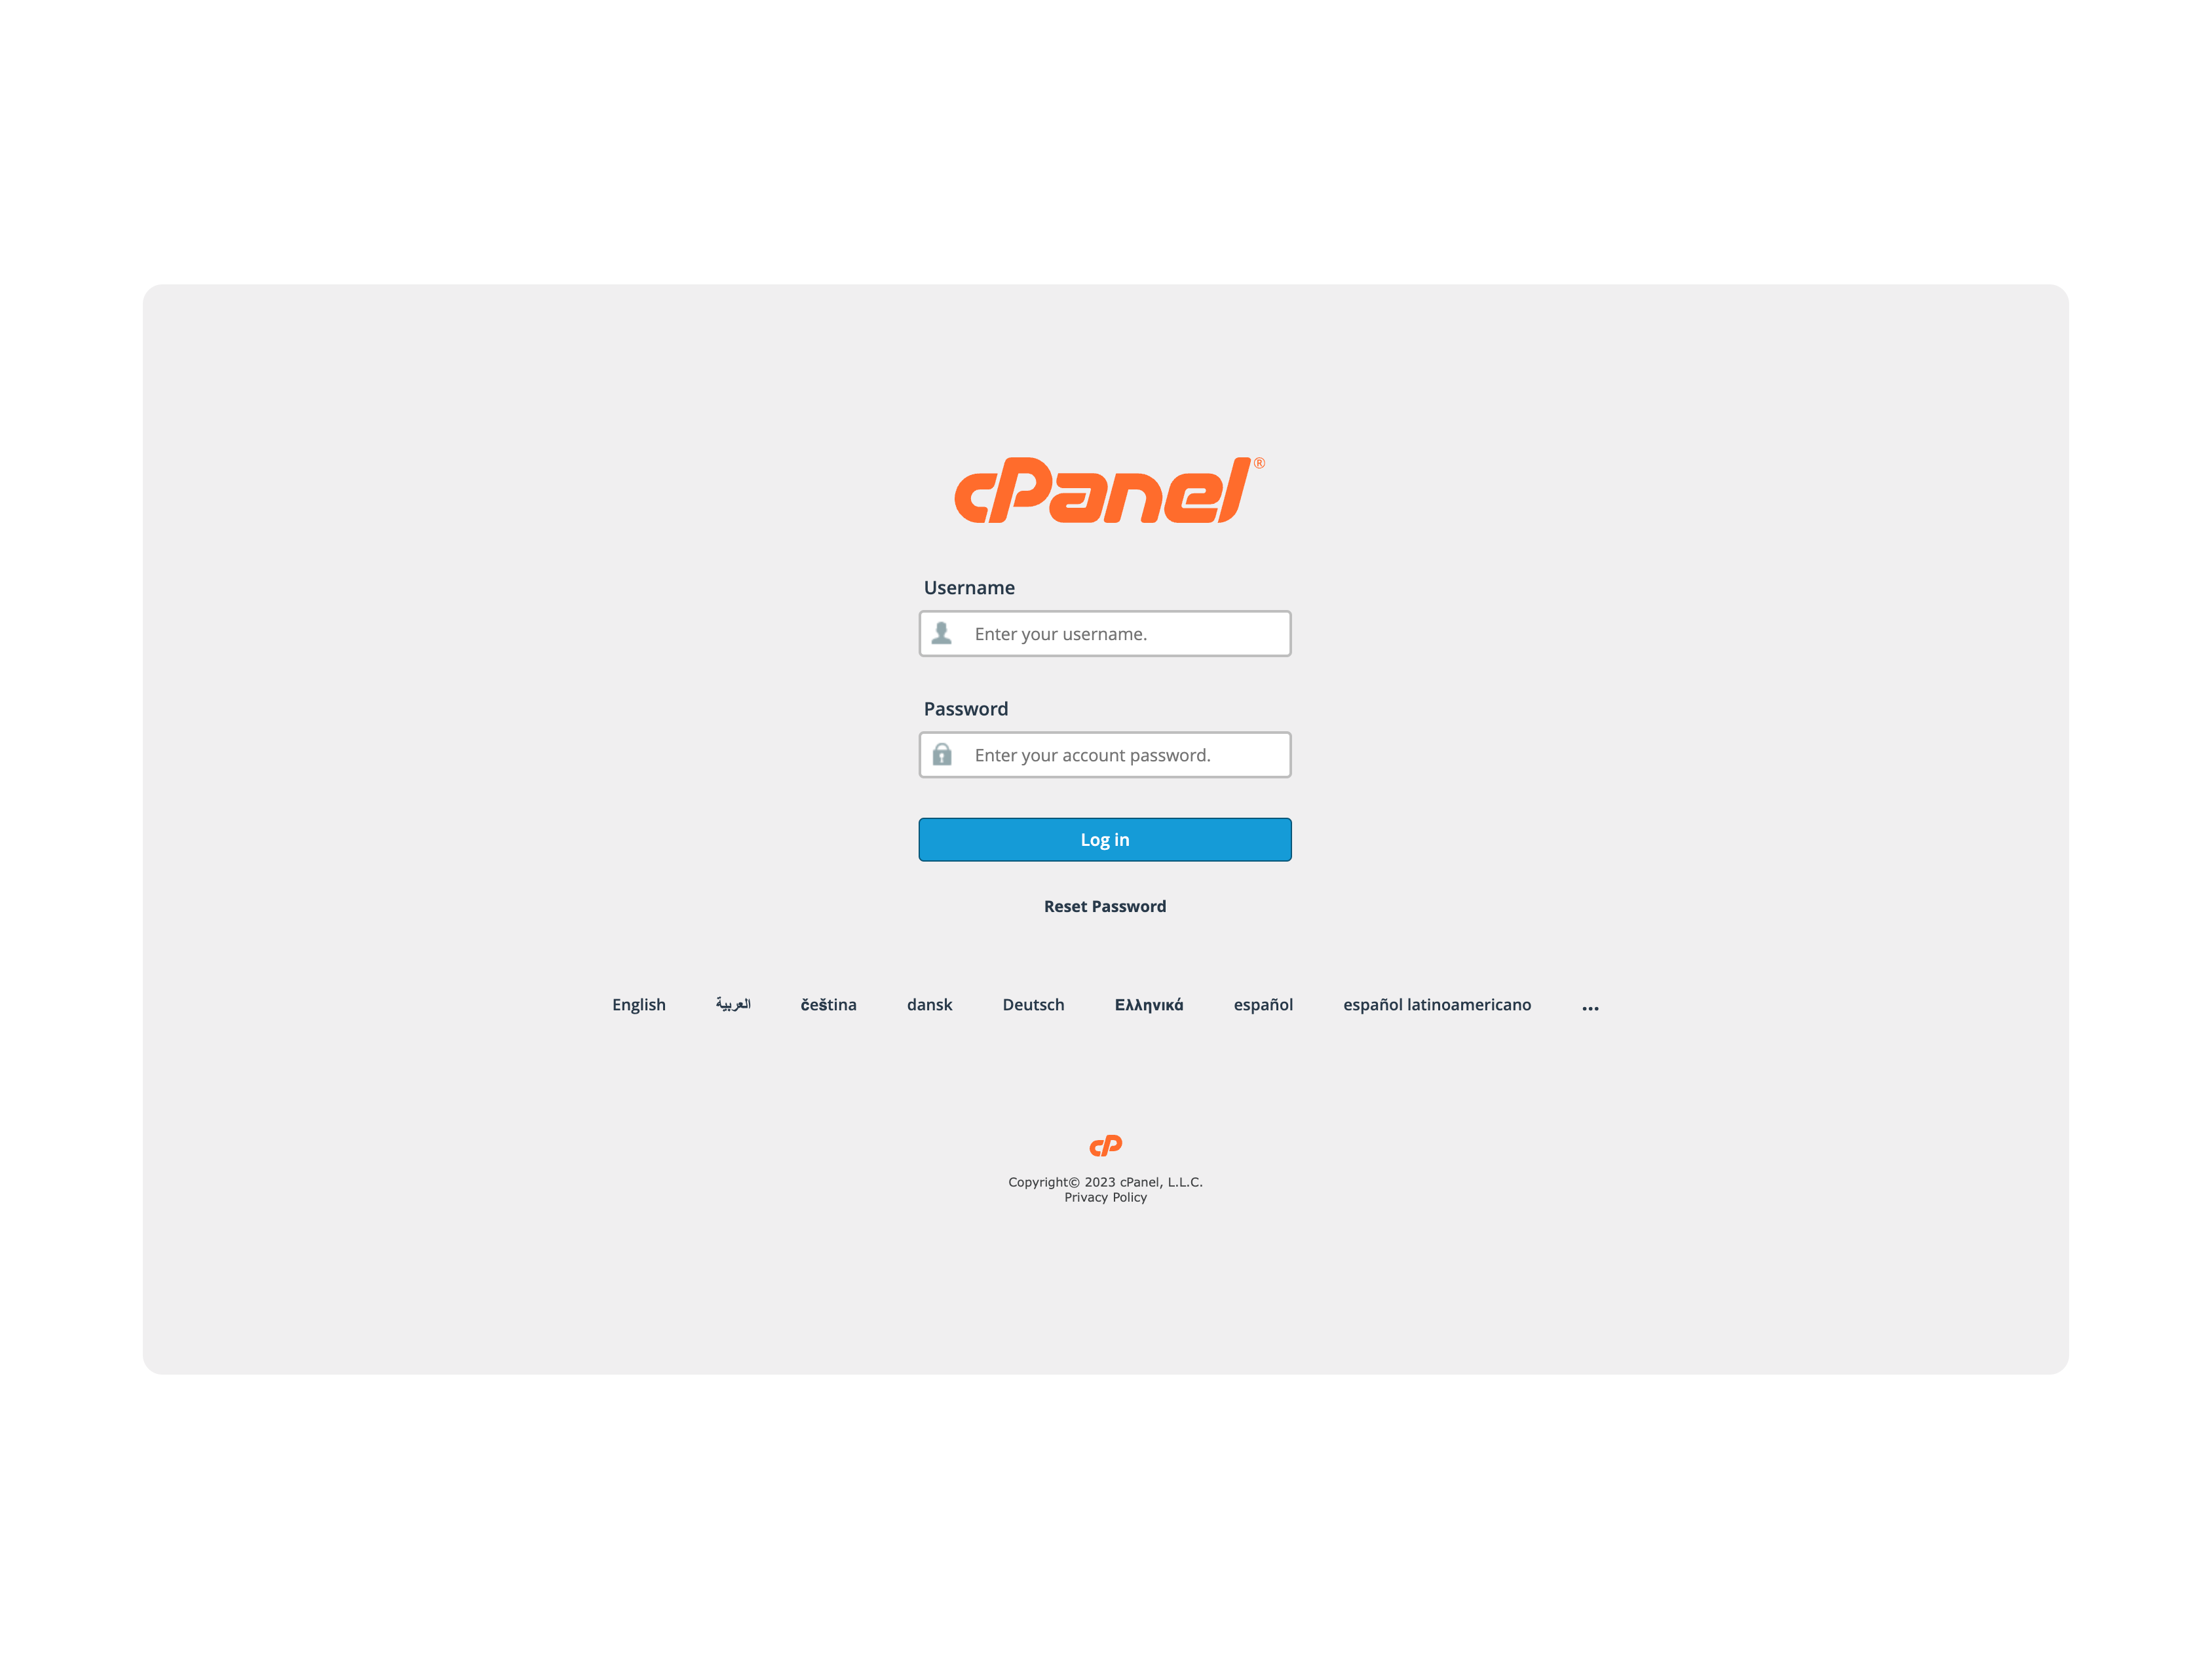 cPanel®
Username
Enter your username.
Password
Enter your account password.
Log in
Reset Password
English العربية čeština dansk Deutsch Ελληνικά español español latinoamericano ...
cP
Copyright© 2023 cPanel, L.L.C.
Privacy Policy